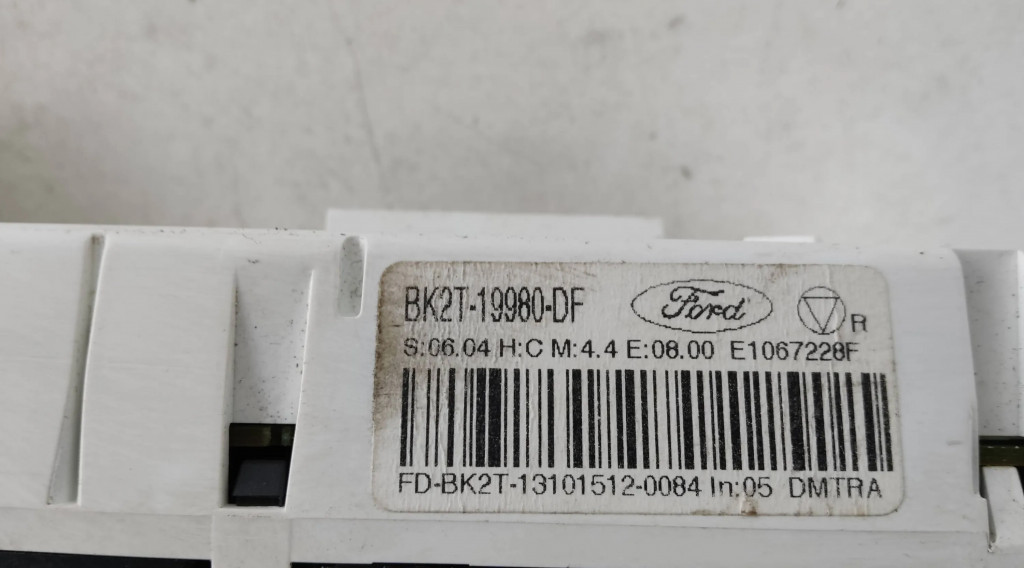 BK2T-19980-DF Ford R
S:06.04 H:C M:4.4 E:08.00 E1067228F
FD-BK2T-13101512-0084 In:05 DMTRA